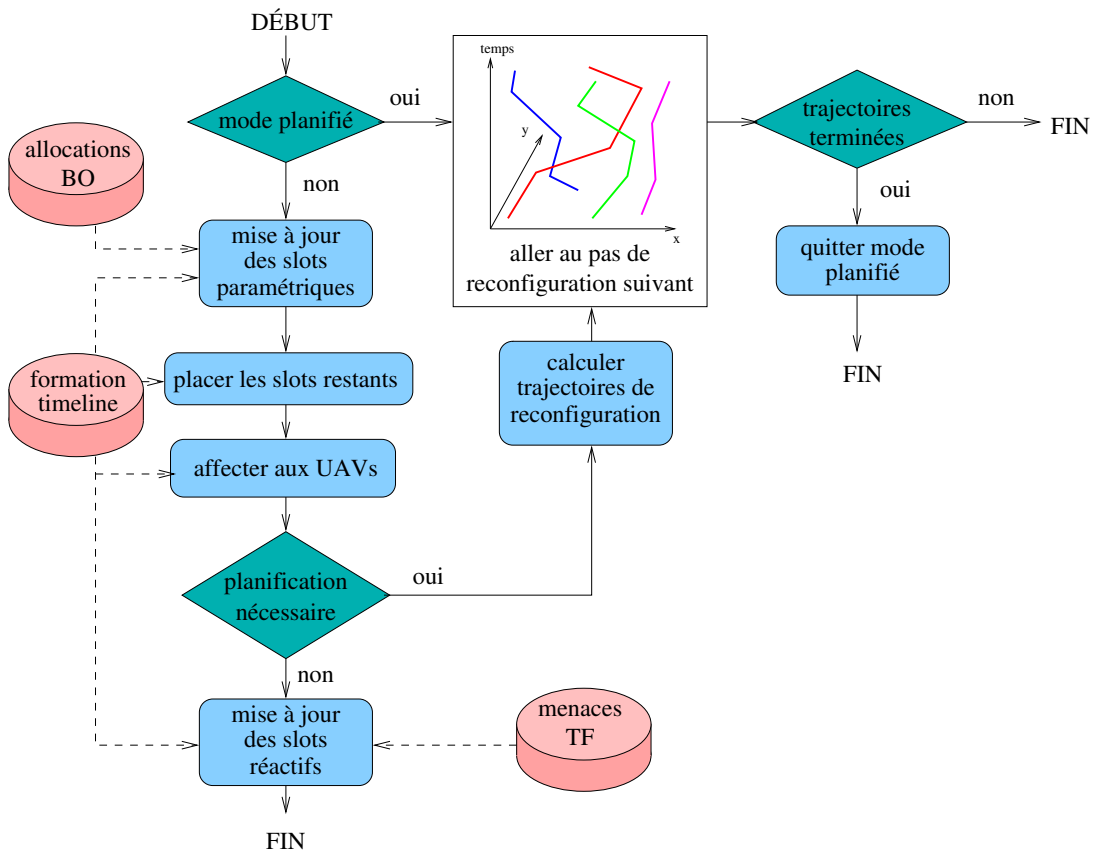 DÉBUT
mode planifié
oui
non
allocations
BO
mise à jour
des slots
paramétriques
formation
timeline
placer les slots restants
affecter aux UAVs
planification
nécessaire
oui
non
mise à jour
des slots
réactifs
FIN
menaces
TF
calculer
trajectoires de
reconfiguration
temps
y
x
aller au pas de
reconfiguration suivant
trajectoires
terminées
non
FIN
oui
quitter mode
planifié
FIN